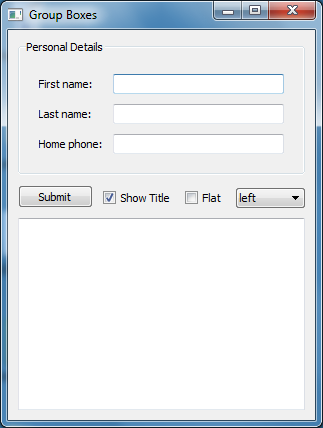 Group Boxes
Personal Details
First name:
Last name:
Home phone:
Submit Show Title Flat left